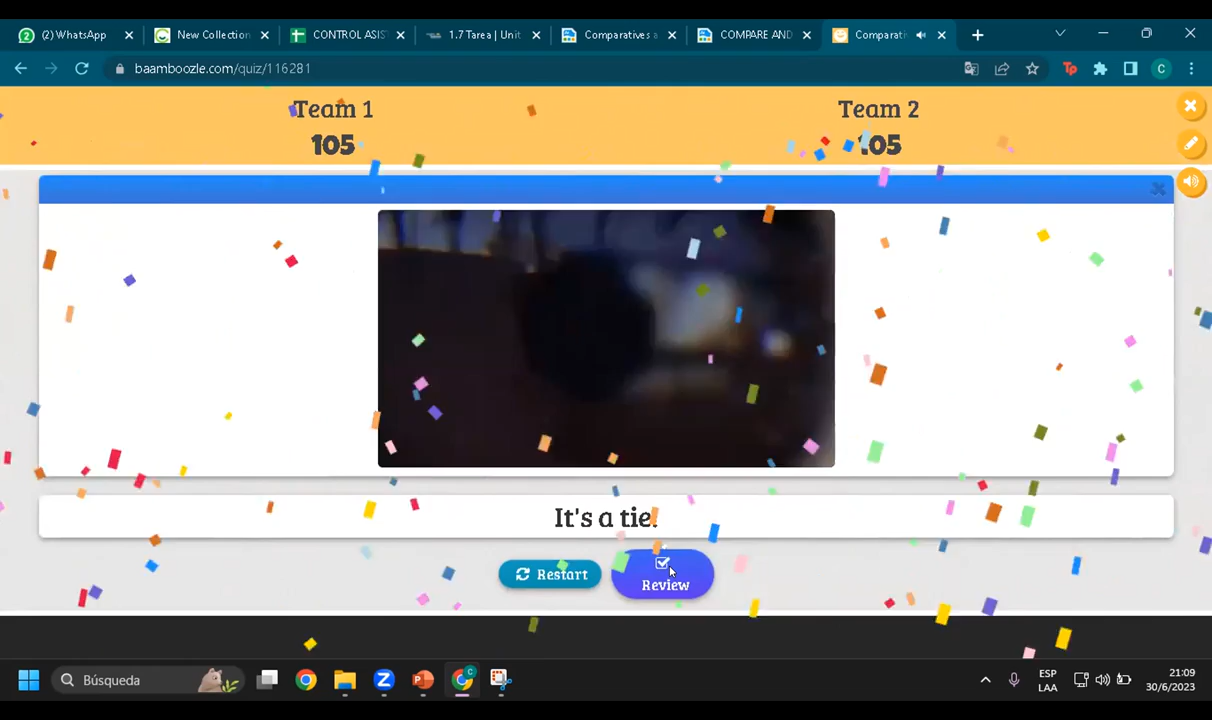 (2) WhatsApp
New Collection
CONTROL ASIS
1.7 Tarea | Unit
Comparatives a
COMPARE AND
Comparati
baamboozle.com/quiz/116281
C
Team 1
105
Team 2
105
It's a tie!
Restart
Review
Búsqueda
ESP
LAA
21:09
30/6/2023